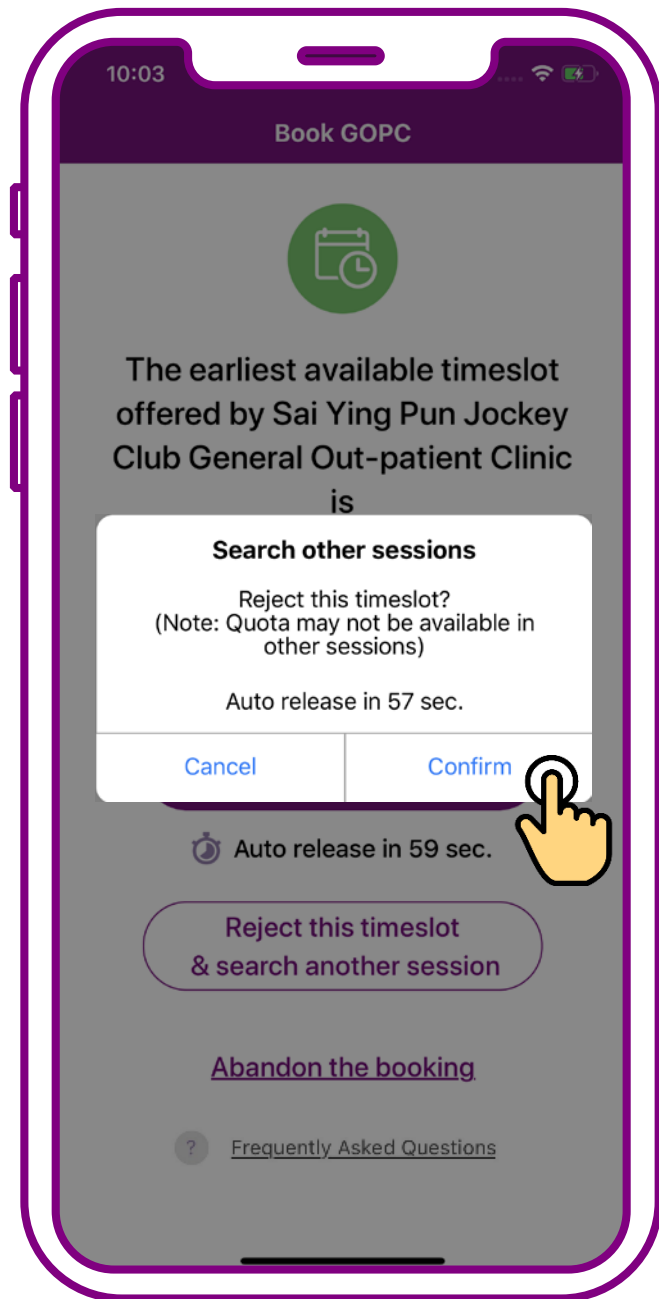 10:03
Book GOPC
The earliest available timeslot
offered by Sai Ying Pun Jockey
Club General Out-patient Clinic
is
Search other sessions
Reject this timeslot?
(Note: Quota may not be available in
other sessions)
Auto release in 57 sec.
Cancel
Confirm
Auto release in 59 sec.
Reject this timeslot
& search another session
Abandon the booking
?
Frequently Asked Questions